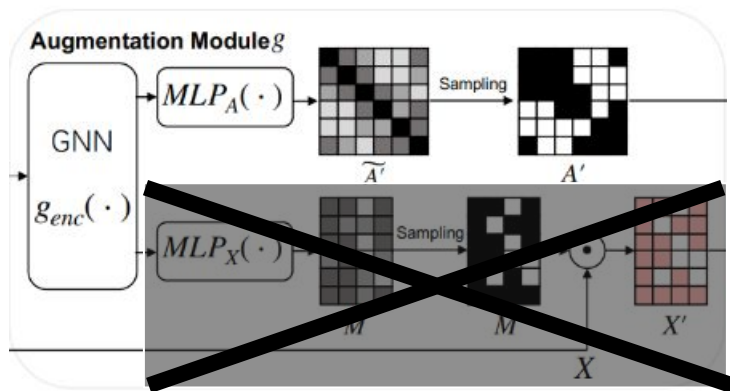 Augmentation Module g
MLP_A(·)
Sampling
GNN
g_enc(·)
Ã'
A'
MLP_X(·)
Sampling
M
M
X'
X